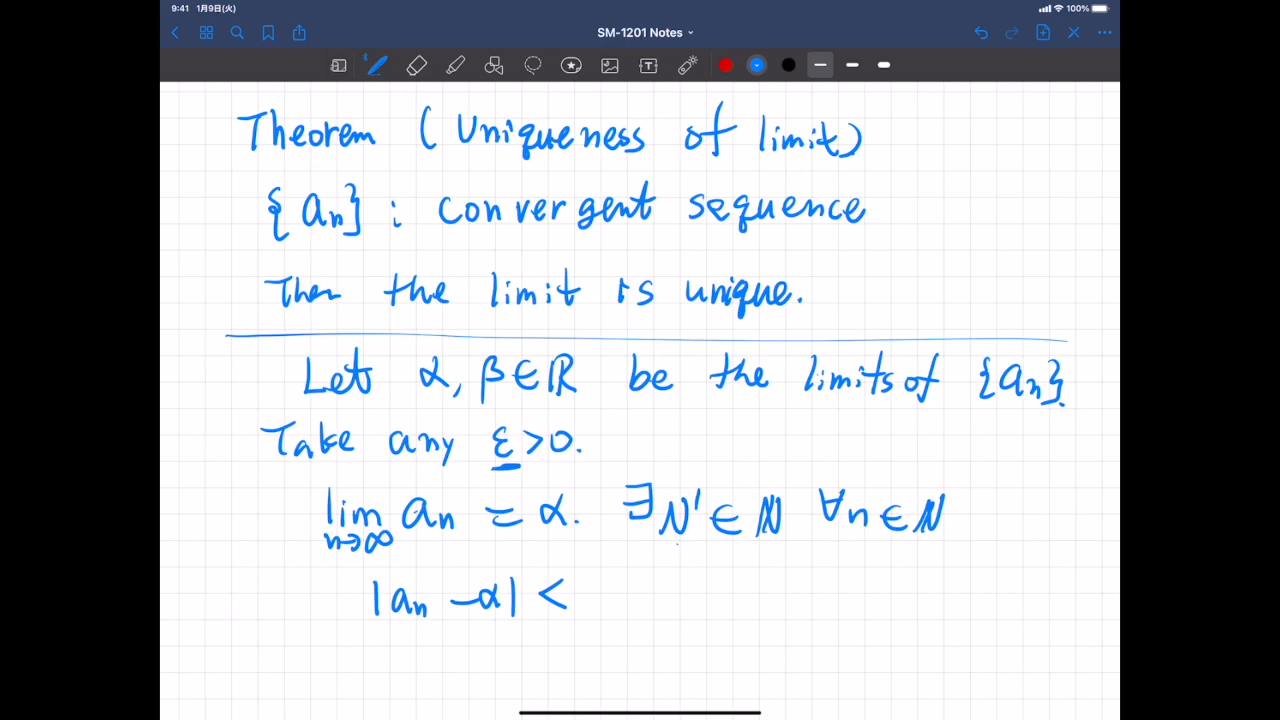 9:41 1月9日(火) 100%
SM-1201 Notes
Theorem (Uniqueness of limit)
{aₙ} : convergent sequence
Then the limit is unique.
Let α, β ∈ ℝ be the limits of {aₙ}.
Take any ε > 0.
lim n→∞ aₙ = α. ∃N' ∈ ℕ ∀n ∈ ℕ
|aₙ - α| <